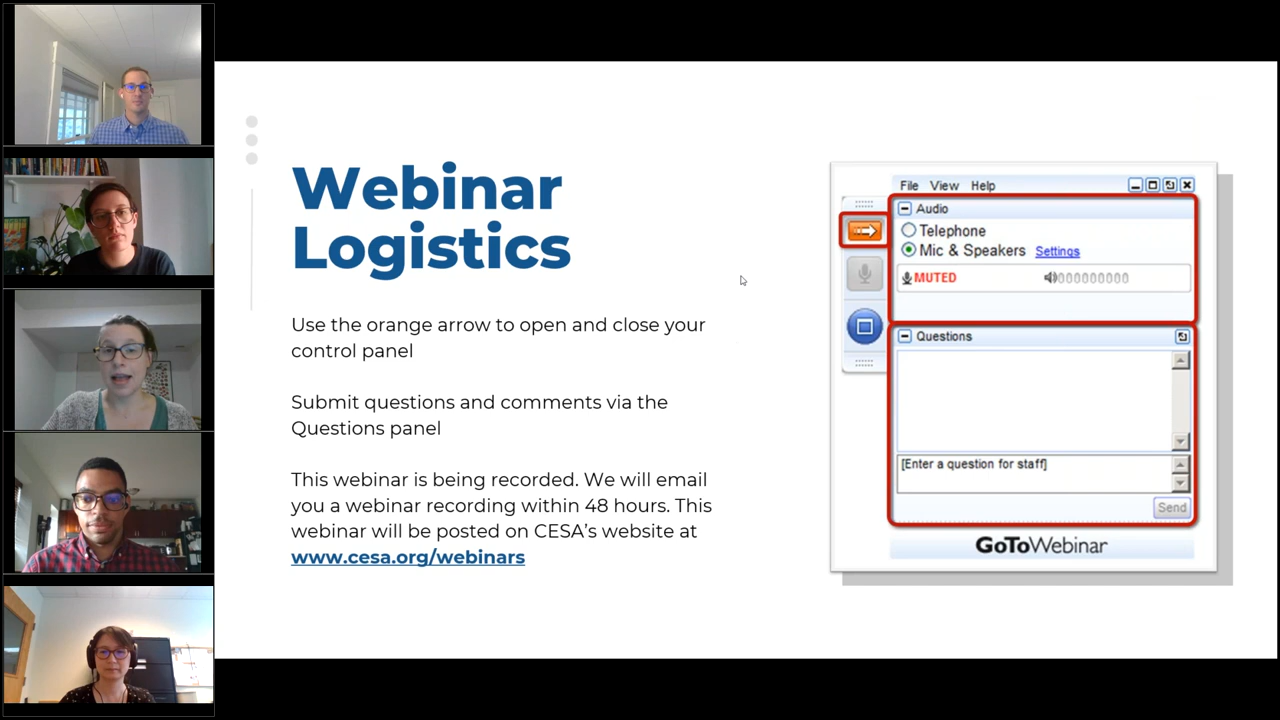 Webinar
Logistics
Use the orange arrow to open and close your
control panel
Submit questions and comments via the
Questions panel
This webinar is being recorded. We will email
you a webinar recording within 48 hours. This
webinar will be posted on CESA's website at
www.cesa.org/webinars
File View Help
Audio
Telephone
Mic & Speakers Settings
MUTED
Questions
[Enter a question for staff]
Send
GoToWebinar